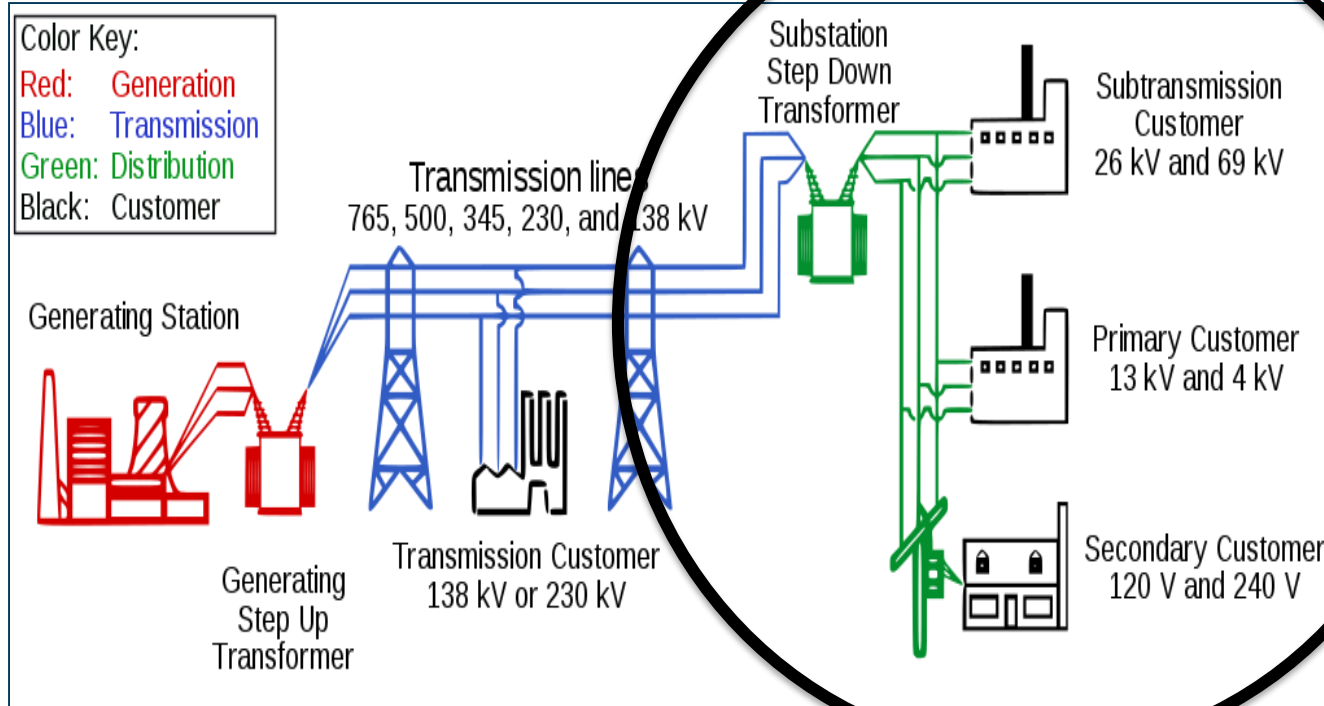 Color Key:
Red: Generation
Blue: Transmission
Green: Distribution
Black: Customer
Substation
Step Down
Transformer
Subtransmission
Customer
26 kV and 69 kV
Transmission lines
765, 500, 345, 230, and 138 kV
Generating Station
Primary Customer
13 kV and 4 kV
Transmission Customer
138 kV or 230 kV
Generating
Step Up
Transformer
Secondary Customer
120 V and 240 V